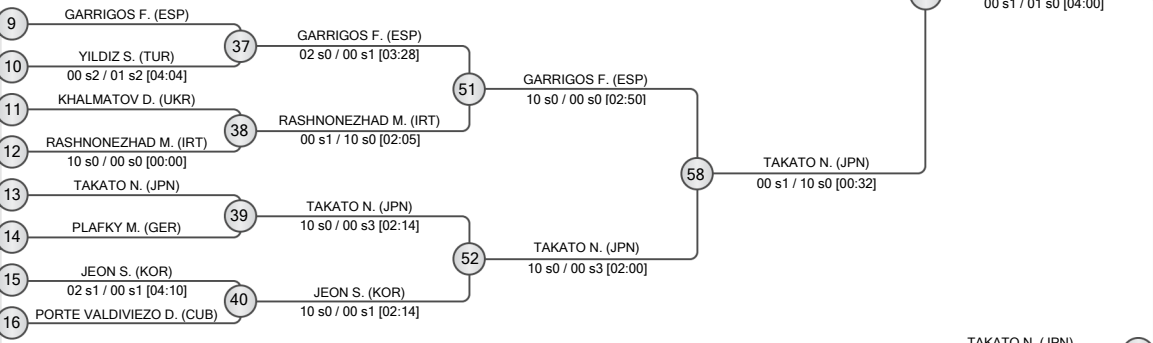 00 s1 / 01 s0 [04:00]
9
GARRIGOS F. (ESP)
37
GARRIGOS F. (ESP)
02 s0 / 00 s1 [03:28]
10
YILDIZ S. (TUR)
00 s2 / 01 s2 [04:04]
51
GARRIGOS F. (ESP)
10 s0 / 00 s0 [02:50]
11
KHALMATOV D. (UKR)
38
RASHNONEZHAD M. (IRT)
00 s1 / 10 s0 [02:05]
12
RASHNONEZHAD M. (IRT)
10 s0 / 00 s0 [00:00]
58
TAKATO N. (JPN)
00 s1 / 10 s0 [00:32]
13
TAKATO N. (JPN)
39
TAKATO N. (JPN)
10 s0 / 00 s3 [02:14]
14
PLAFKY M. (GER)
52
TAKATO N. (JPN)
10 s0 / 00 s3 [02:00]
15
JEON S. (KOR)
02 s1 / 00 s1 [04:10]
40
JEON S. (KOR)
10 s0 / 00 s1 [02:14]
16
PORTE VALDIVIEZO D. (CUB)
TAKATO N. (JPN)